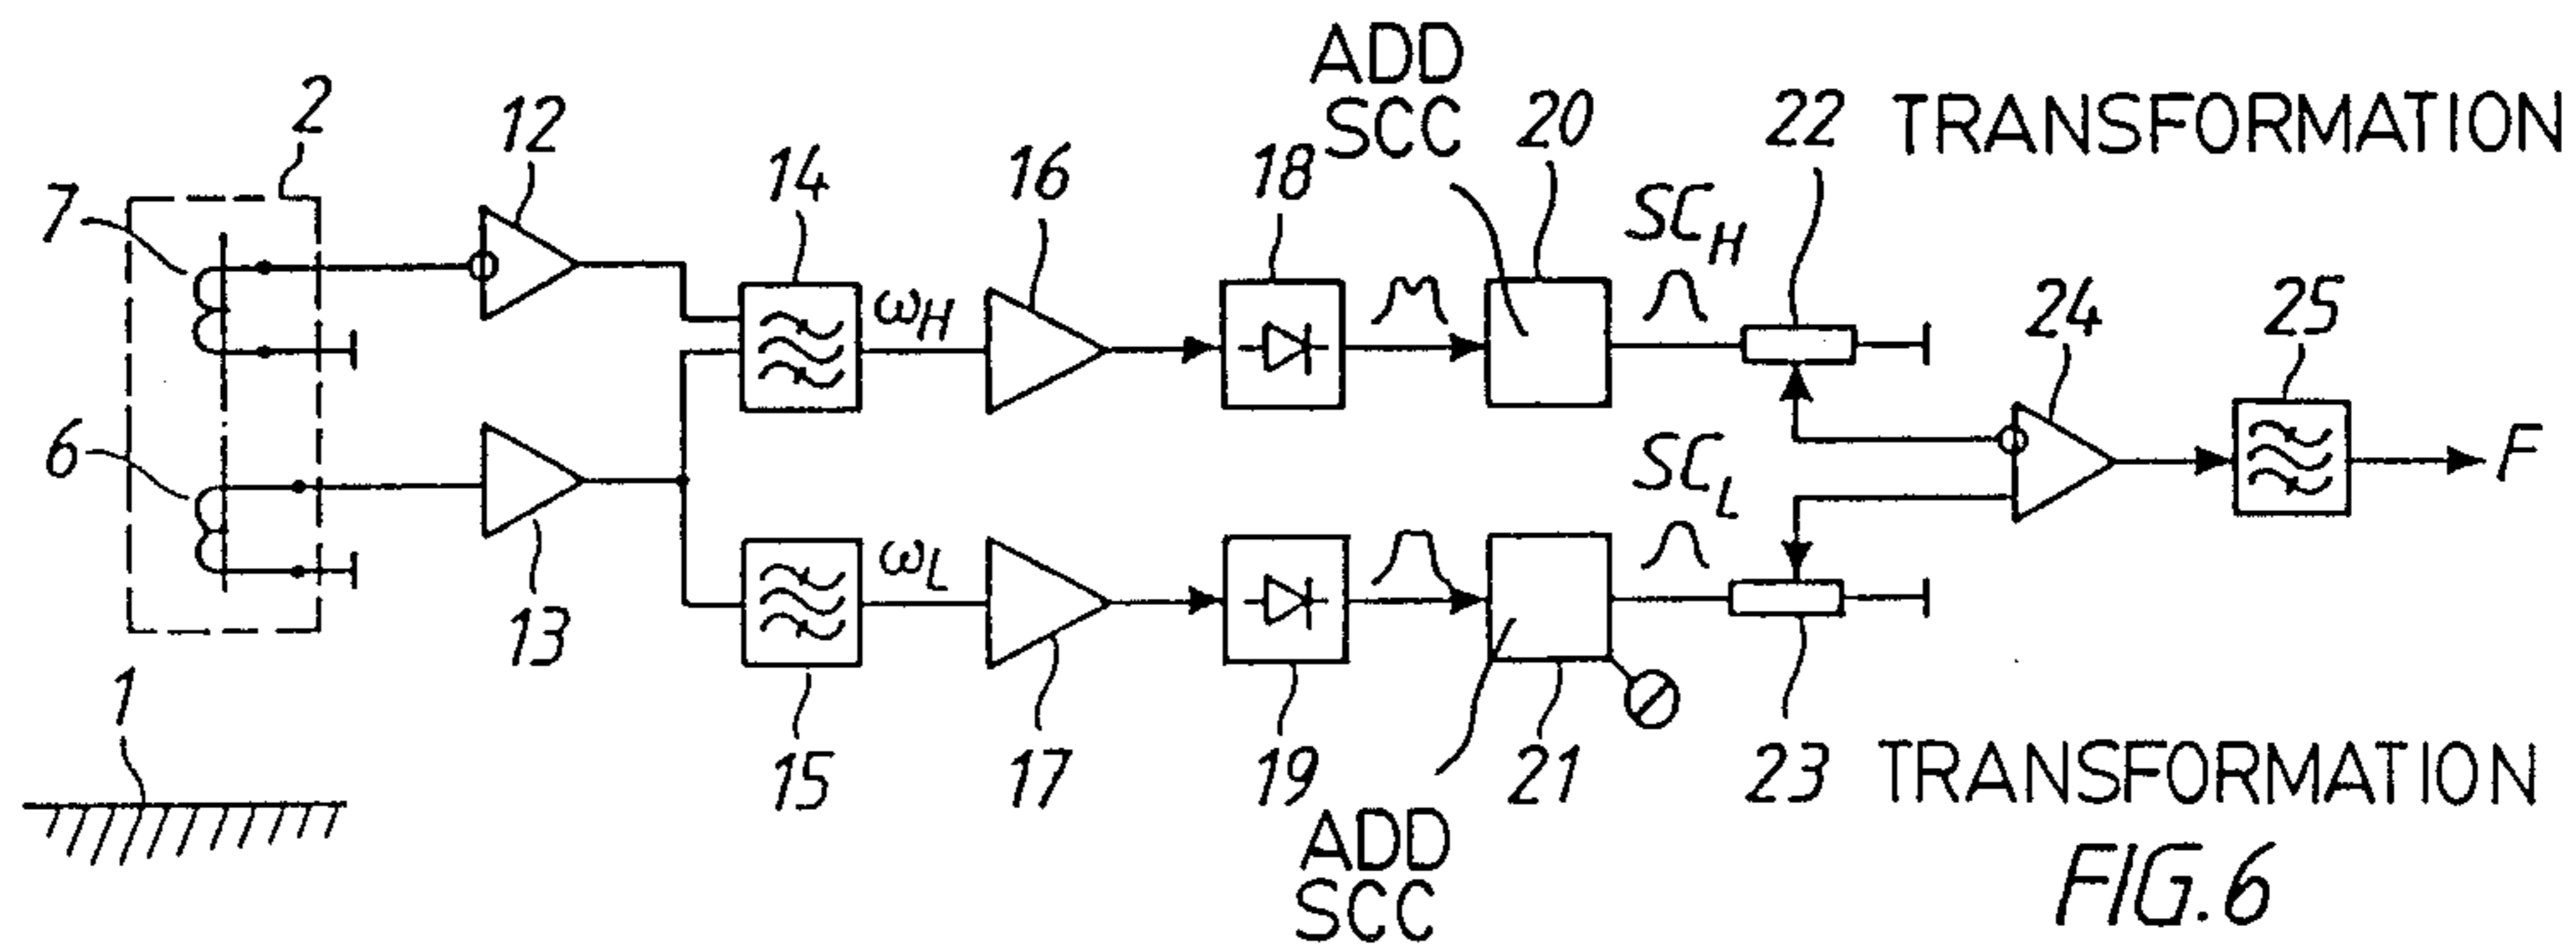 ADD
SCC
TRANSFORMATION
2
12
14
16
18
20
22
7
ω_H
SC_H
24
25
6
F
13
ω_L
SC_L
1
15
17
19
21
23
TRANSFORMATION
ADD
SCC
FIG.6